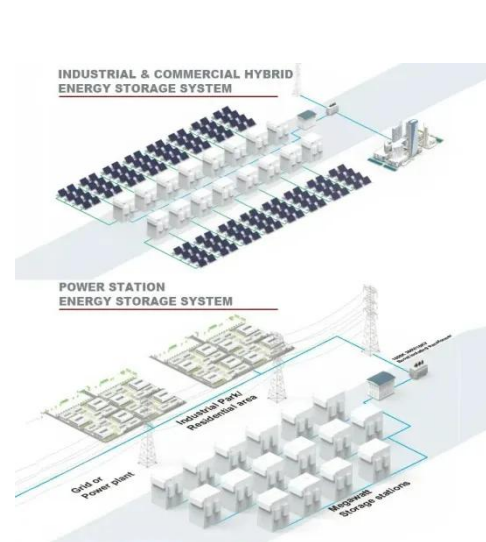 INDUSTRIAL & COMMERCIAL HYBRID
ENERGY STORAGE SYSTEM
POWER STATION
ENERGY STORAGE SYSTEM
Industrial Park/
Residential area
Grid or
Power plant
Megawatt
Storage stations